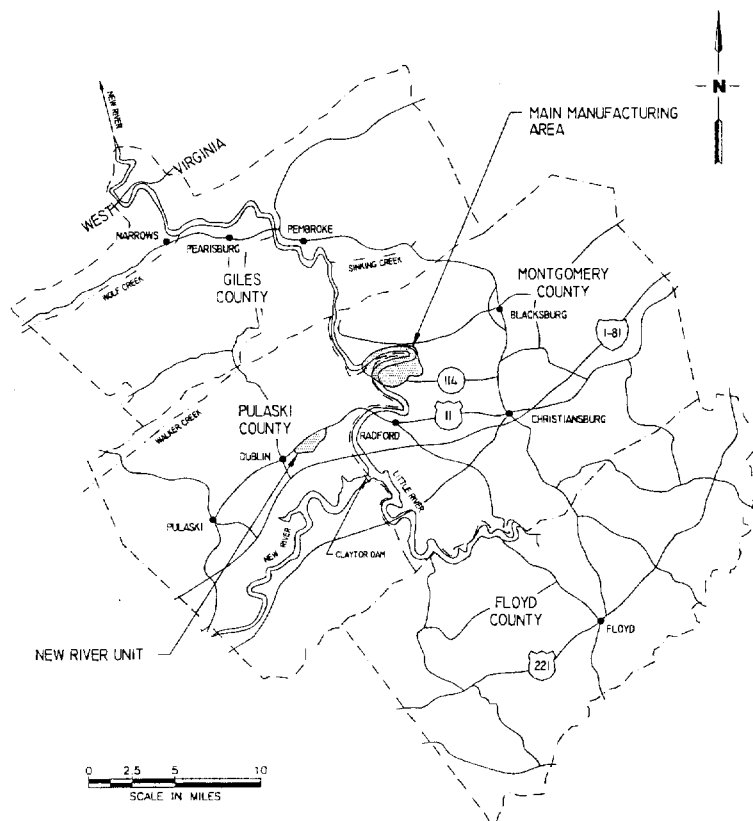 N
NEW RIVER
MAIN MANUFACTURING
AREA
WEST VIRGINIA
NARROWS
PEARISBURG
PEMBROKE
SINKING CREEK
WOLF CREEK
GILES
COUNTY
MONTGOMERY
COUNTY
BLACKSBURG
I-81
114
11
WALKER CREEK
PULASKI
COUNTY
RADFORD
CHRISTIANSBURG
DUBLIN
LITTLE RIVER
PULASKI
NEW RIVER
CLAYTOR DAM
FLOYD
COUNTY
FLOYD
NEW RIVER UNIT
221
0 2.5 5 10
SCALE IN MILES